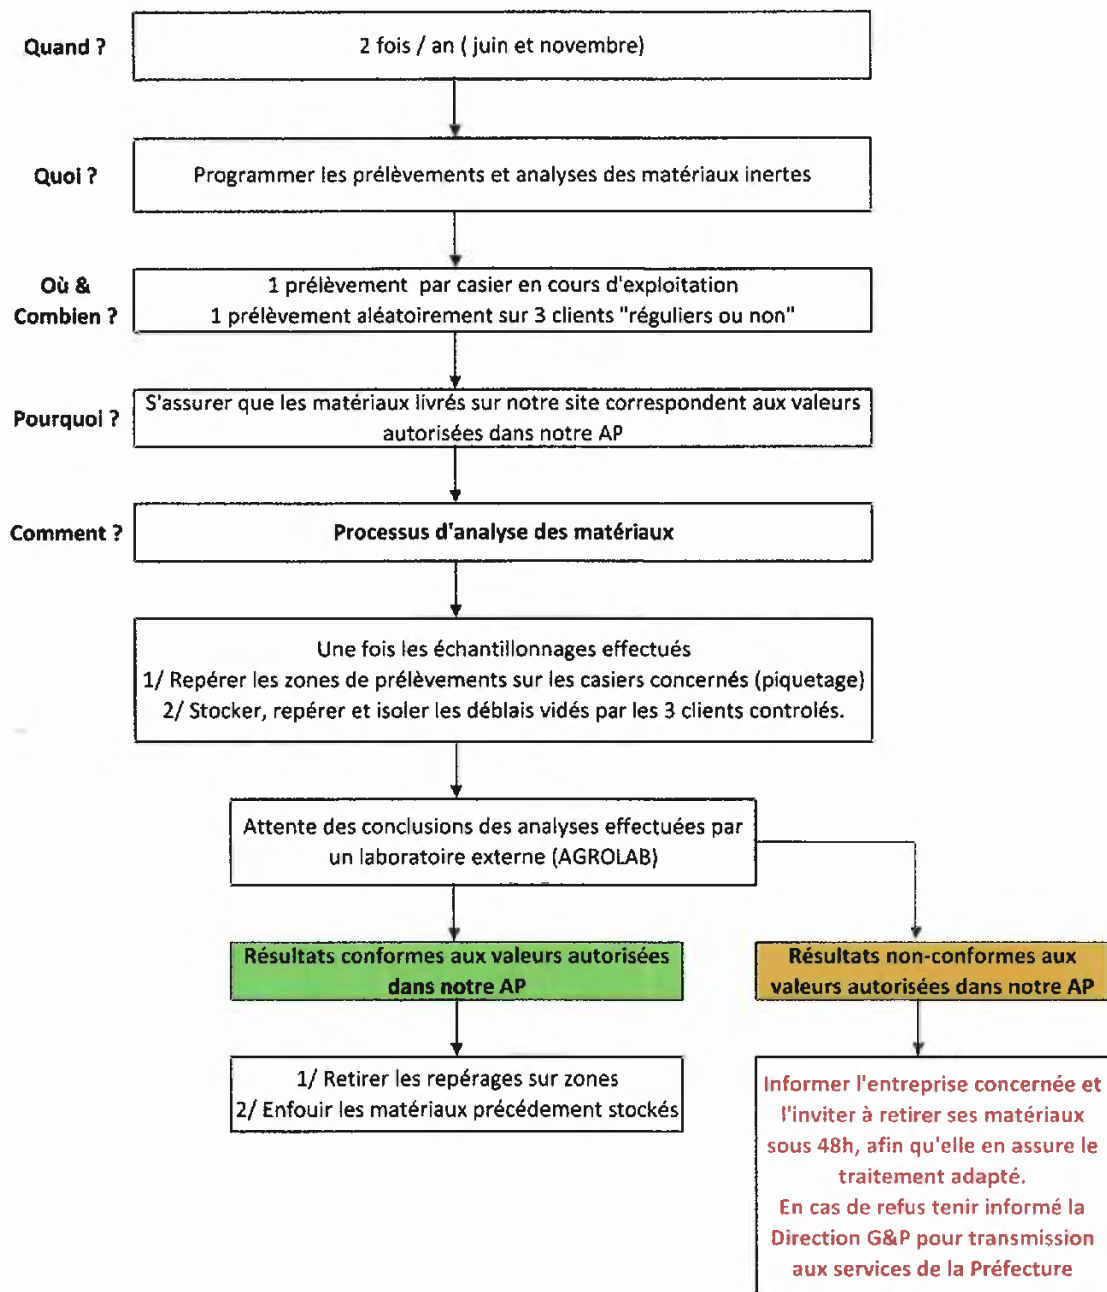 Quand ?
2 fois / an ( juin et novembre)
Quoi ?
Programmer les prélèvements et analyses des matériaux inertes
Où &
Combien ?
1 prélèvement par casier en cours d'exploitation
1 prélèvement aléatoirement sur 3 clients "réguliers ou non"
Pourquoi ?
S'assurer que les matériaux livrés sur notre site correspondent aux valeurs
autorisées dans notre AP
Comment ?
Processus d'analyse des matériaux
Une fois les échantillonnages effectués
1/ Repérer les zones de prélèvements sur les casiers concernés (piquetage)
2/ Stocker, repérer et isoler les déblais vidés par les 3 clients controlés.
Attente des conclusions des analyses effectuées par
un laboratoire externe (AGROLAB)
Résultats conformes aux valeurs autorisées
dans notre AP
Résultats non-conformes aux
valeurs autorisées dans notre AP
1/ Retirer les repérages sur zones
2/ Enfouir les matériaux précédement stockés
Informer l'entreprise concernée et
l'inviter à retirer ses matériaux
sous 48h, afin qu'elle en assure le
traitement adapté.
En cas de refus tenir informé la
Direction G&P pour transmission
aux services de la Préfecture